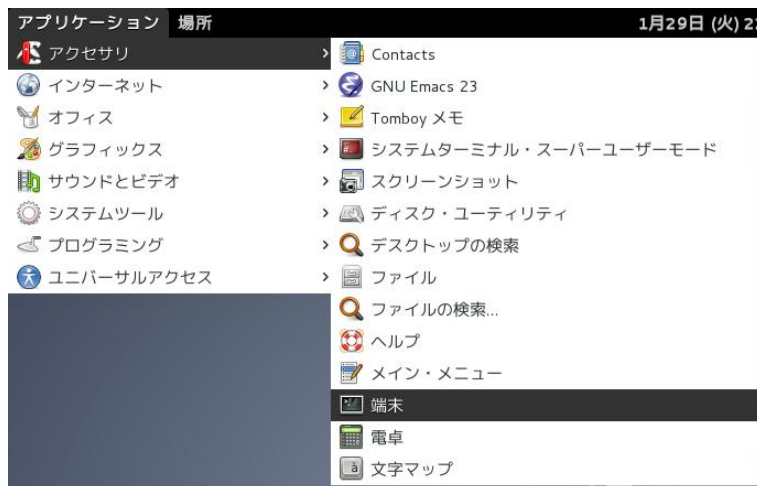 アプリケーション 場所 1月29日 (火) 2
アクセサリ
インターネット
オフィス
グラフィックス
サウンドとビデオ
システムツール
プログラミング
ユニバーサルアクセス
Contacts
GNU Emacs 23
Tomboy メモ
システムターミナル・スーパーユーザーモード
スクリーンショット
ディスク・ユーティリティ
デスクトップの検索
ファイル
ファイルの検索...
ヘルプ
メイン・メニュー
端末
電卓
文字マップ